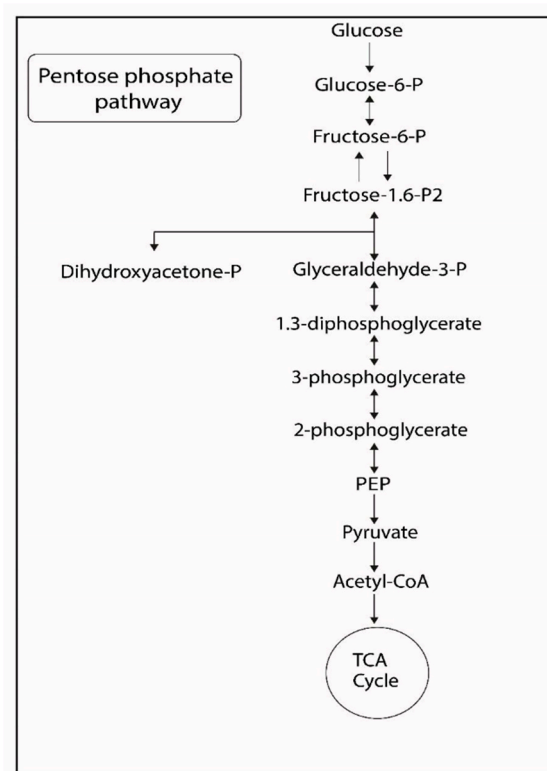 Glucose
Pentose phosphate
pathway
Glucose-6-P
Fructose-6-P
Fructose-1.6-P2
Dihydroxyacetone-P
Glyceraldehyde-3-P
1.3-diphosphoglycerate
3-phosphoglycerate
2-phosphoglycerate
PEP
Pyruvate
Acetyl-CoA
TCA
Cycle